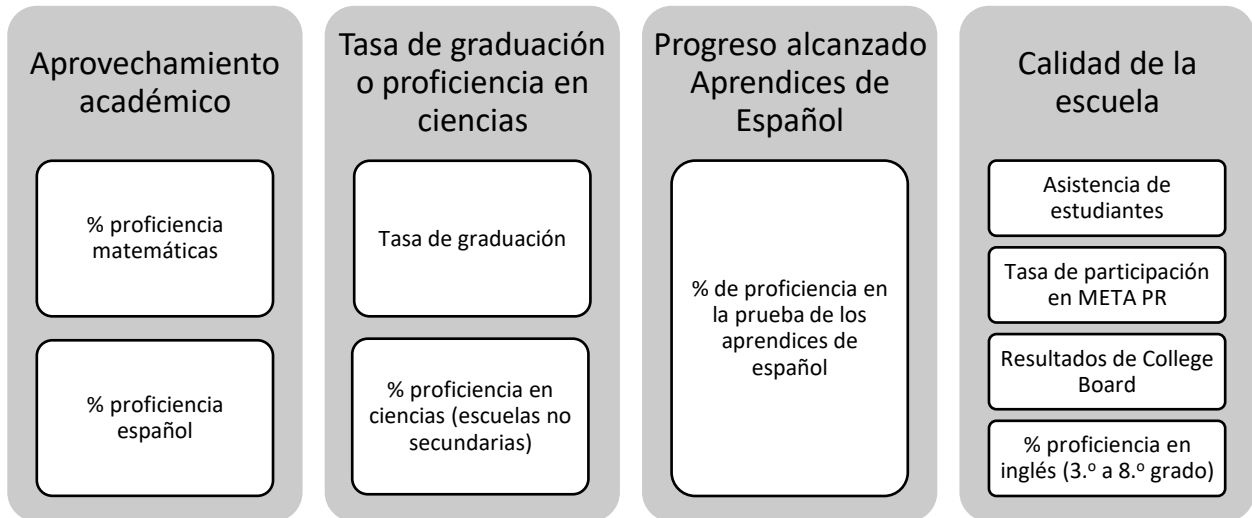 Aprovechamiento
académico
% proficiencia
matemáticas
% proficiencia
español
Tasa de graduación
o proficiencia en
ciencias
Tasa de graduación
% proficiencia en
ciencias (escuelas no
secundarias)
Progreso alcanzado
Aprendices de
Español
% de proficiencia en
la prueba de los
aprendices de
español
Calidad de la
escuela
Asistencia de
estudiantes
Tasa de participación
en META PR
Resultados de College
Board
% proficiencia en
inglés (3.º a 8.º grado)